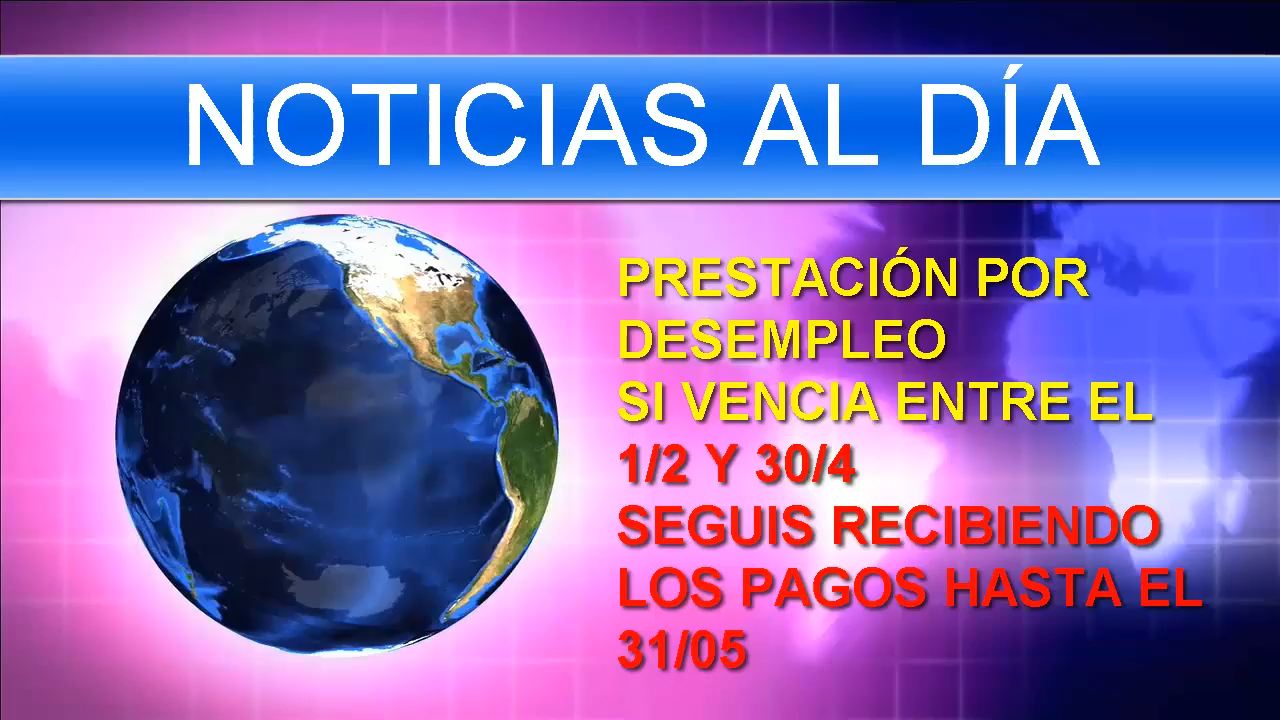 NOTICIAS AL DÍA
PRESTACIÓN POR
DESEMPLEO
SI VENCIA ENTRE EL
1/2 Y 30/4
SEGUIS RECIBIENDO
LOS PAGOS HASTA EL
31/05